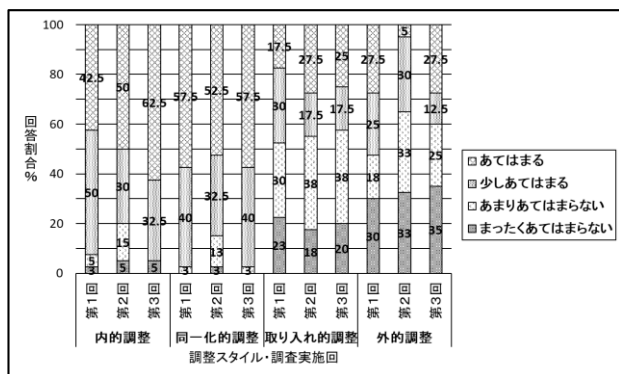 100
80
60
40
20
0
回答割合%
42.5 50 62.5 57.5 52.5 57.5 17.5 27.5 25 27.5 5 27.5
50 30 32.5 40 32.5 40 30 17.5 17.5 25 30 12.5
5 15 13 30 38 38 18 33 25
3 5 5 3 3 3 23 18 20 30 33 35
第1回 第2回 第3回 第1回 第2回 第3回 第1回 第2回 第3回 第1回 第2回 第3回
内的調整 同一化的調整 取り入れ的調整 外的調整
調整スタイル・調査実施回
あてはまる
少しあてはまる
あまりあてはまらない
まったくあてはまらない